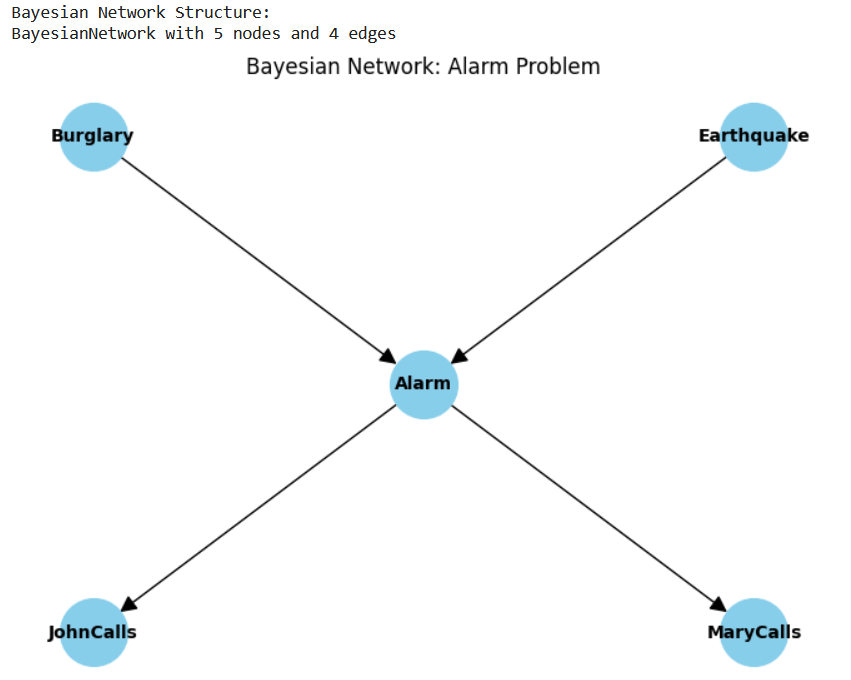 Bayesian Network Structure:
BayesianNetwork with 5 nodes and 4 edges
Bayesian Network: Alarm Problem
Burglary
Earthquake
Alarm
JohnCalls
MaryCalls